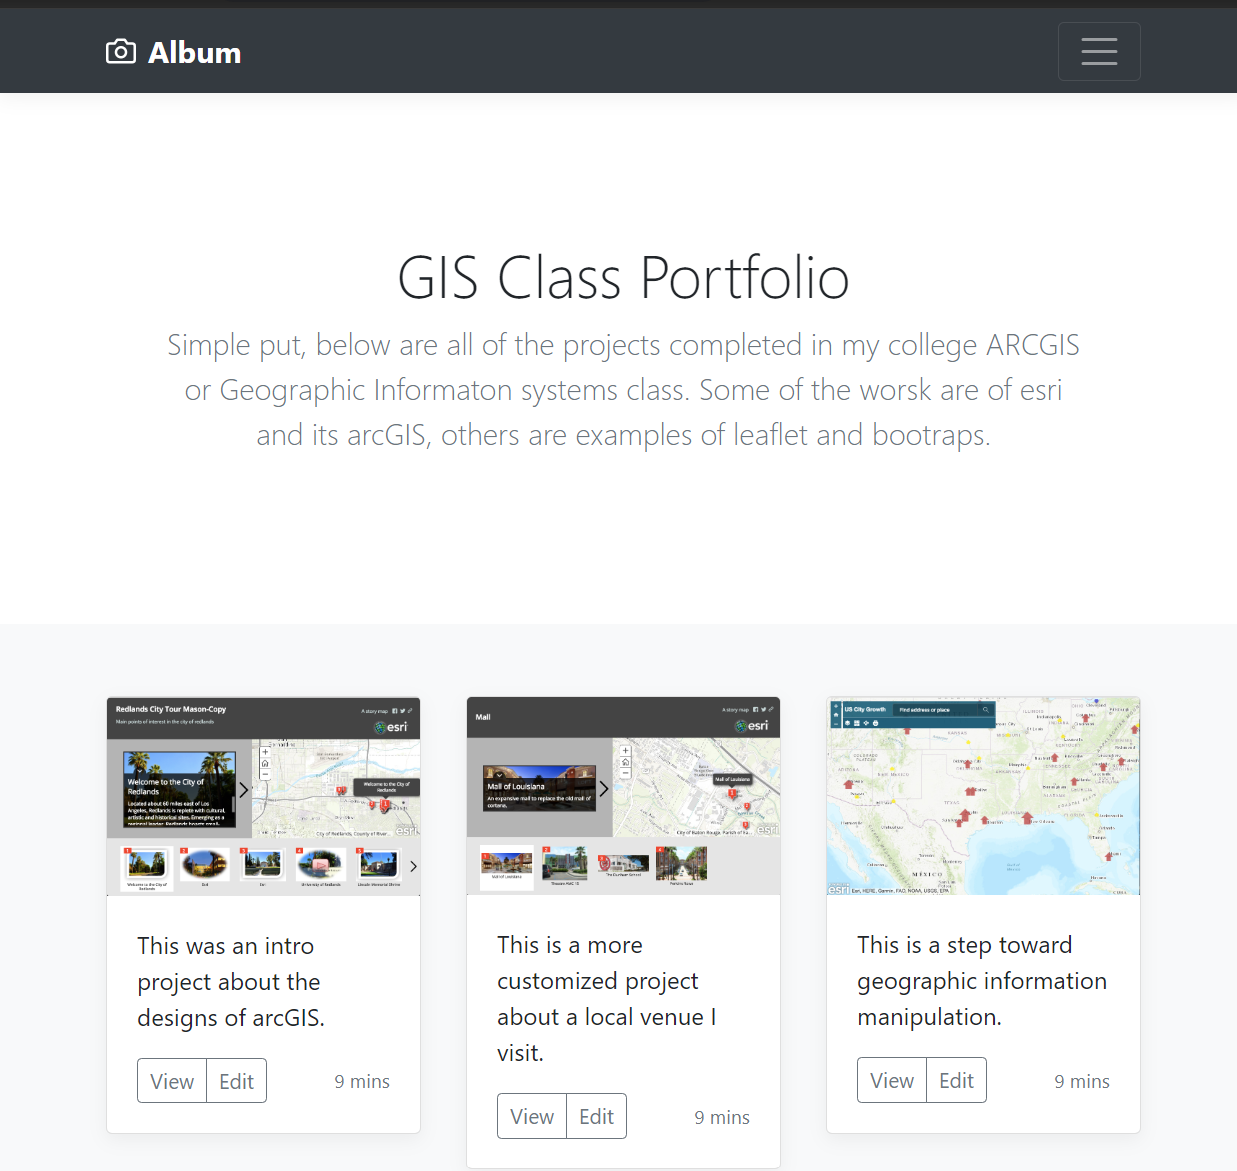 Album
GIS Class Portfolio
Simple put, below are all of the projects completed in my college ARCGIS
or Geographic Informaton systems class. Some of the worsk are of esri
and its arcGIS, others are examples of leaflet and bootraps.
Redlands City Tour Mason-Copy
Main points of interest in the city of redlands
A story map
esri
Welcome to the City of
Redlands
Located about 60 miles east of Los
Angeles, Redlands is replete with cultural,
artistic and historical sites. Emerging as a
Welcome to the City of
Redlands
City of Redlands, County of River...
esri
Welcome to the City of
Redlands
Esri
Esri
University of Redlands
Lincoln Memorial Shrine
This was an intro
project about the
designs of arcGIS.
View
Edit
9 mins
Mall
A story map
esri
Mall of Louisiana
An expansive mall to replace the old mall of
cortana.
Mall of Louisiana
City of Baton Rouge, Parish of Ea...
esri
Mall of Louisiana
Theatre AMC 15
The Dunham School
Perkins Rowe
This is a more
customized project
about a local venue I
visit.
View
Edit
9 mins
US City Growth
Find address or place
MÉXICO
esri
Esri, HERE, Garmin, FAO, NOAA, USGS, EPA
This is a step toward
geographic information
manipulation.
View
Edit
9 mins